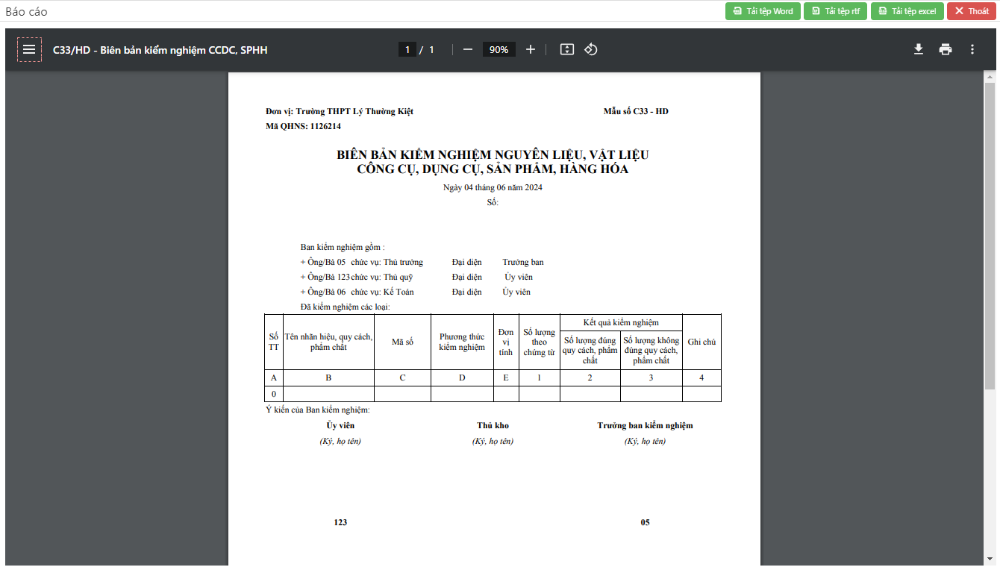 Báo cáo
Tải tệp Word
Tải tệp rtf
Tải tệp excel
Thoát
C33/HD - Biên bản kiểm nghiệm CCDC, SPHH
1 / 1
90%
Đơn vị: Trường THPT Lý Thường Kiệt
Mẫu số C33 - HD
Mã QHNS: 1126214
BIÊN BẢN KIỂM NGHIỆM NGUYÊN LIỆU, VẬT LIỆU
CÔNG CỤ, DỤNG CỤ, SẢN PHẨM, HÀNG HÓA
Ngày 04 tháng 06 năm 2024
Số:
Ban kiểm nghiệm gồm :
+ Ông/Bà 05 chức vụ: Thủ trưởng Đại diện Trưởng ban
+ Ông/Bà 123 chức vụ: Thủ quỹ Đại diện Ủy viên
+ Ông/Bà 06 chức vụ: Kế Toán Đại diện Ủy viên
Đã kiểm nghiệm các loại:
Số
TT
Tên nhãn hiệu, quy cách,
phẩm chất
Mã số
Phương thức
kiểm nghiệm
Đơn
vị
tính
Số lượng
theo
chứng từ
Kết quả kiểm nghiệm
Số lượng đúng
quy cách, phẩm
chất
Số lượng không
đúng quy cách,
phẩm chất
Ghi chú
A B C D E 1 2 3 4
0
Ý kiến của Ban kiểm nghiệm:
Ủy viên Thủ kho Trưởng ban kiểm nghiệm
(Ký, họ tên) (Ký, họ tên) (Ký, họ tên)
123 05